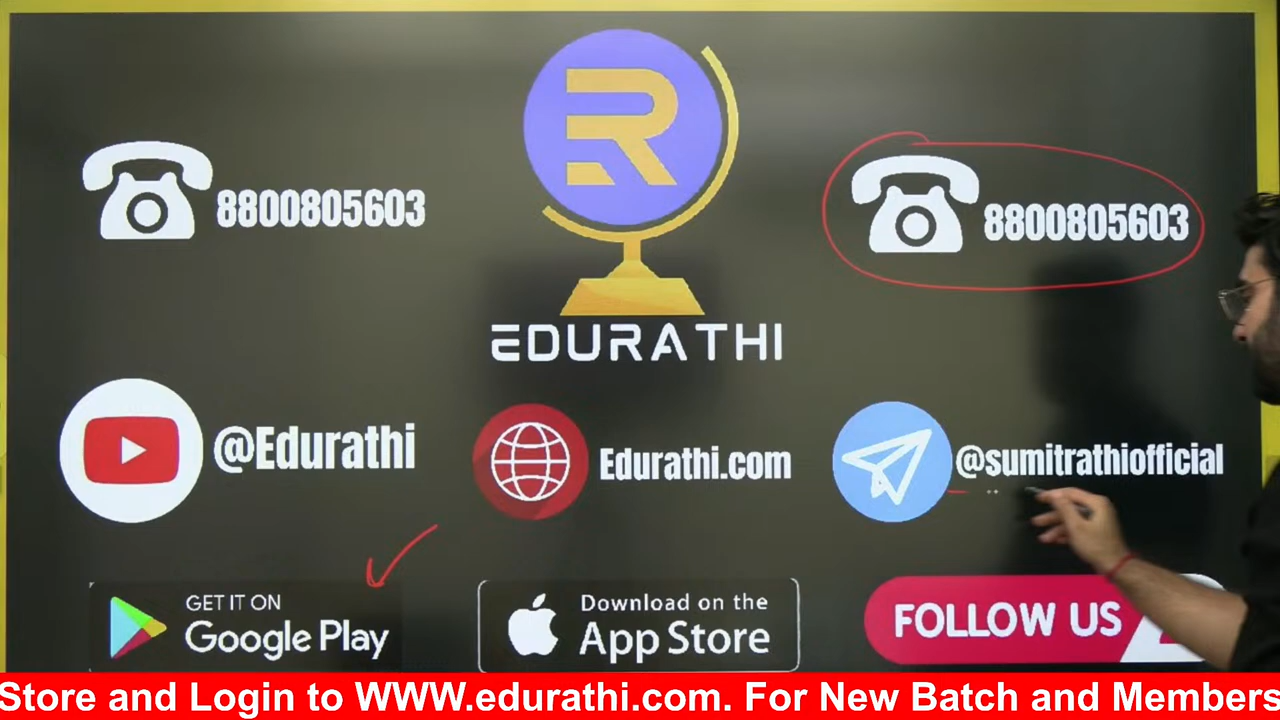 8800805603
8800805603
EDURATHI
@Edurathi
Edurathi.com
@sumitrathiofficial
GET IT ON
Google Play
Download on the
App Store
FOLLOW US
Store and Login to WWW.edurathi.com. For New Batch and Members